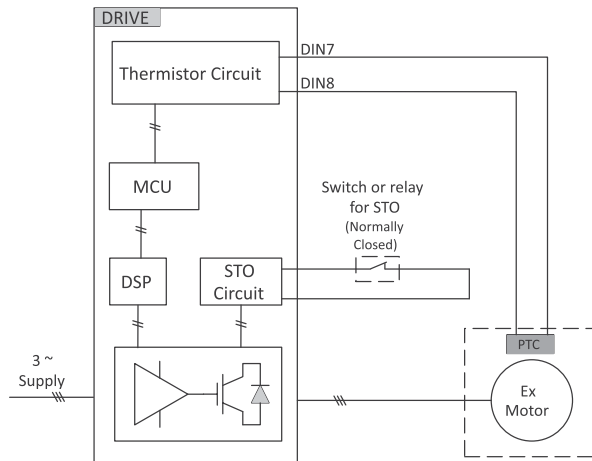 DRIVE
Thermistor Circuit
DIN7
DIN8
MCU
Switch or relay
for STO
(Normally
Closed)
DSP
STO
Circuit
3 ~
Supply
PTC
Ex
Motor